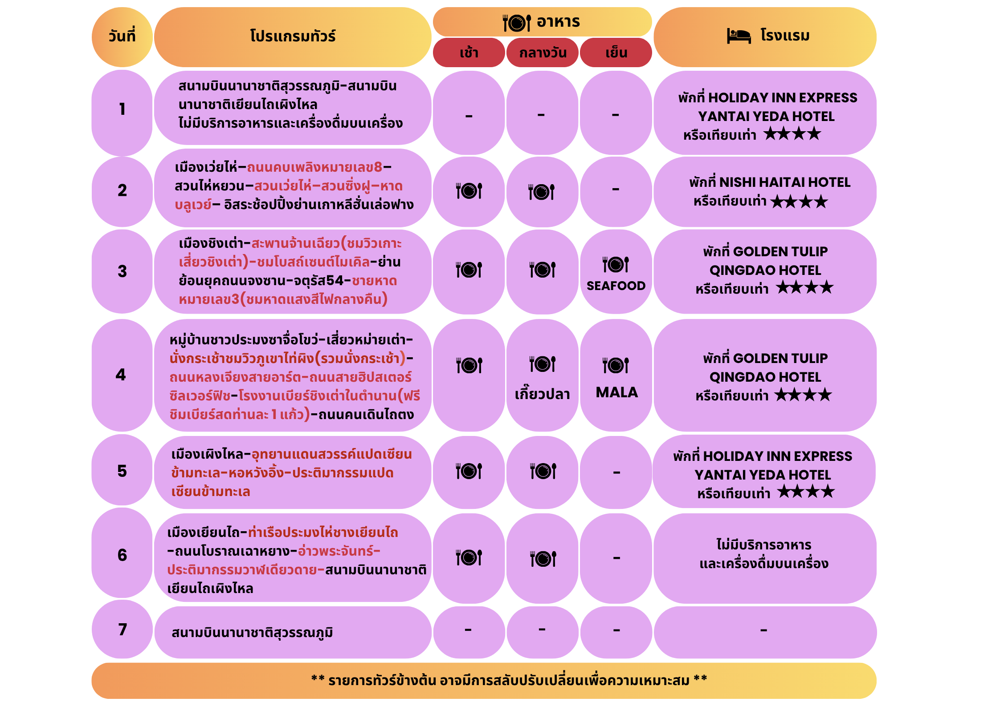 วันที่
โปรแกรมทัวร์
อาหาร
เช้า
กลางวัน
เย็น
โรงแรม
1
สนามบินนานาชาติสุวรรณภูมิ-สนามบิน
นานาชาติเยียนไถเผิงไหล
ไม่มีบริการอาหารและเครื่องดื่มบนเครื่อง
-
-
-
พักที่ HOLIDAY INN EXPRESS
YANTAI YEDA HOTEL
หรือเทียบเท่า ★★★★
2
เมืองเว่ยไห่–ถนนคบเพลิงหมายเลข8–
สวนไห่หยวน–สวนเว่ยไห่–สวนซิ่งฝู–หาด
บลูเวย์– อิสระช้อปปิ้งย่านเกาหลีฮั่นเล่อฟาง
-
พักที่ NISHI HAITAI HOTEL
หรือเทียบเท่า ★★★★
3
เมืองชิงเต่า-สะพานจ้านเฉียว(ชมวิวเกาะ
เสี่ยวชิงเต่า)-ชมโบสถ์เซนต์ไมเคิล-ย่าน
ย้อนยุคถนนจงซาน-จตุรัส54-ชายหาด
หมายเลข3(ชมหาดแสงสีไฟกลางคืน)
SEAFOOD
พักที่ GOLDEN TULIP
QINGDAO HOTEL
หรือเทียบเท่า ★★★★
4
หมู่บ้านชาวประมงซาจื่อโขว่-เสี่ยวหม่ายเต่า-
นั่งกระเช้าชมวิวภูเขาไท่ผิง(รวมนั่งกระเช้า)-
ถนนหลงเจียงสายอาร์ต-ถนนสายฮิปสเตอร์
ซิลเวอร์ฟิช-โรงงานเบียร์ชิงเต่าในตำนาน(ฟรี
ชิมเบียร์สดท่านละ 1 แก้ว)-ถนนคนเดินไถตง
เกี๊ยวปลา
MALA
พักที่ GOLDEN TULIP
QINGDAO HOTEL
หรือเทียบเท่า ★★★★
5
เมืองเผิงไหล-อุทยานแดนสวรรค์แปดเซียน
ข้ามทะเล-หอหวังอิ้ง-ประติมากรรมแปด
เซียนข้ามทะเล
-
พักที่ HOLIDAY INN EXPRESS
YANTAI YEDA HOTEL
หรือเทียบเท่า ★★★★
6
เมืองเยียนไถ-ท่าเรือประมงไห่ชางเยียนไถ
-ถนนโบราณเฉาหยาง-อ่าวพระจันทร์-
ประติมากรรมวาฬเดียวดาย-สนามบินนานาชาติ
เยียนไถเผิงไหล
-
ไม่มีบริการอาหาร
และเครื่องดื่มบนเครื่อง
7
สนามบินนานาชาติสุวรรณภูมิ
-
-
-
-
** รายการทัวร์ข้างต้น อาจมีการสลับปรับเปลี่ยนเพื่อความเหมาะสม **